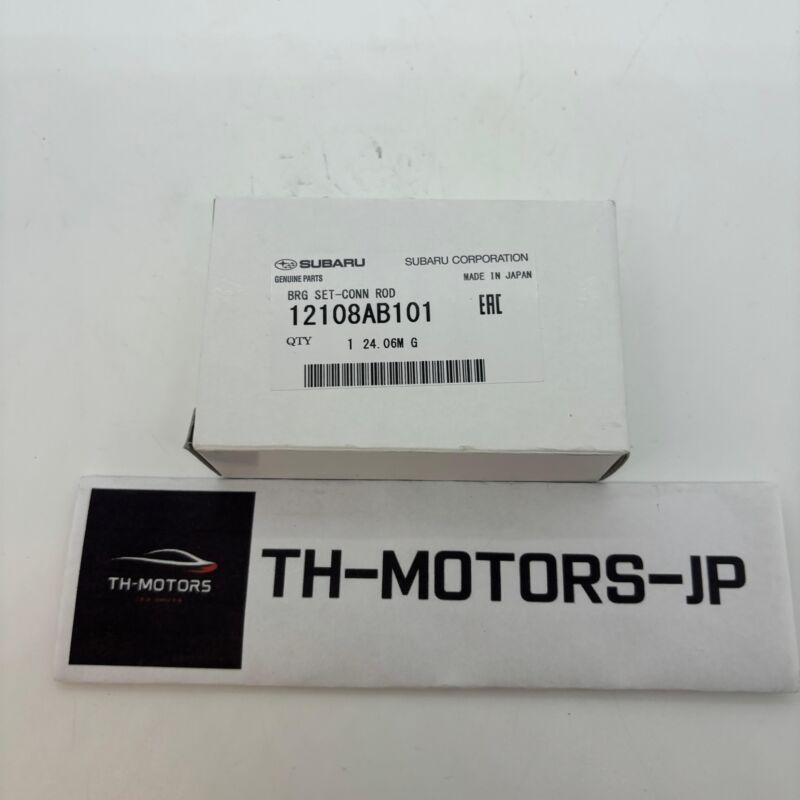 SUBARU SUBARU CORPORATION
GENUINE PARTS MADE IN JAPAN
BRG SET-CONN ROD
12108AB101 EAC
QTY 1 24.06M G
TH-MOTORS
TH-MOTORS-JP